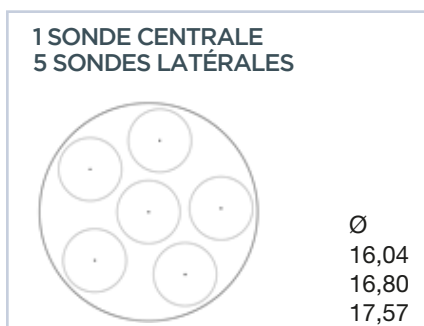 1 SONDE CENTRALE
5 SONDES LATÉRALES
Ø
16,04
16,80
17,57